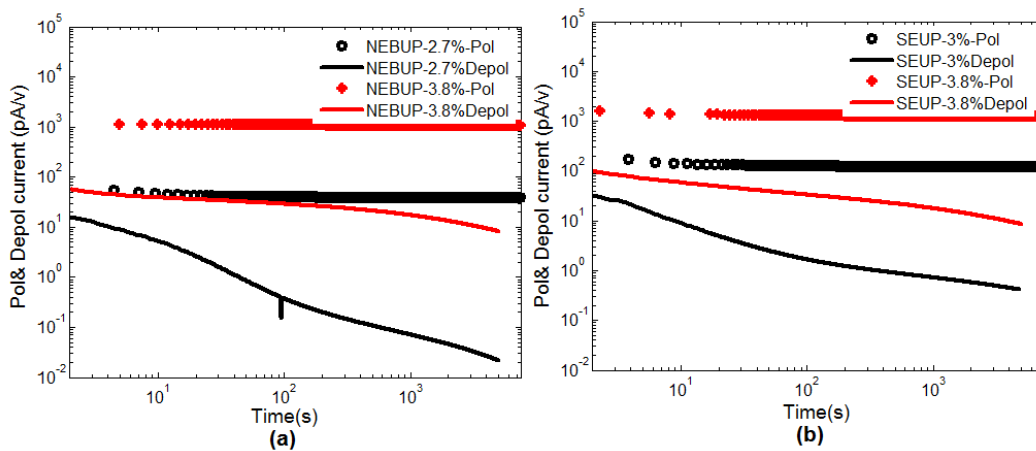 Pol& Depol current (pA/v)
10^5
10^4
10^3
10^2
10^1
10^0
10^-1
10^-2
NEBUP-2.7%-Pol
NEBUP-2.7%Depol
NEBUP-3.8%-Pol
NEBUP-3.8%Depol
10^1 10^2 10^3
Time(s)
(a)
Pol& Depol current (pA/v)
10^5
10^4
10^3
10^2
10^1
10^0
10^-1
10^-2
SEUP-3%-Pol
SEUP-3%Depol
SEUP-3.8%-Pol
SEUP-3.8%Depol
10^1 10^2 10^3
Time(s)
(b)